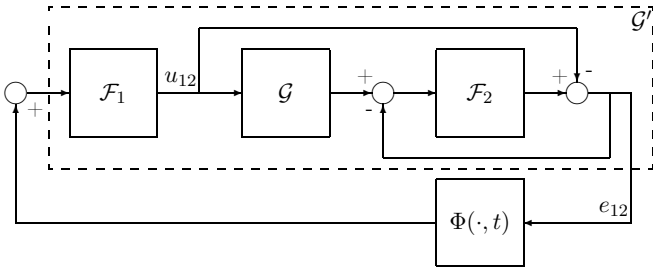 𝒢′
+ ℱ₁ u₁₂ 𝒢 + - ℱ₂ + -
Φ(·, t) e₁₂